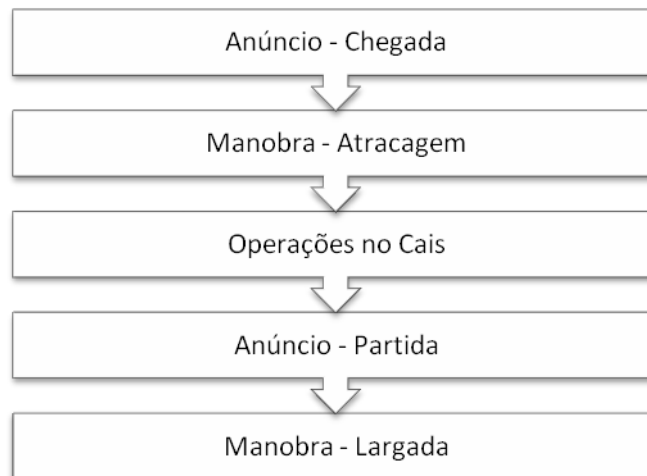 Anúncio - Chegada
Manobra - Atracagem
Operações no Cais
Anúncio - Partida
Manobra - Largada